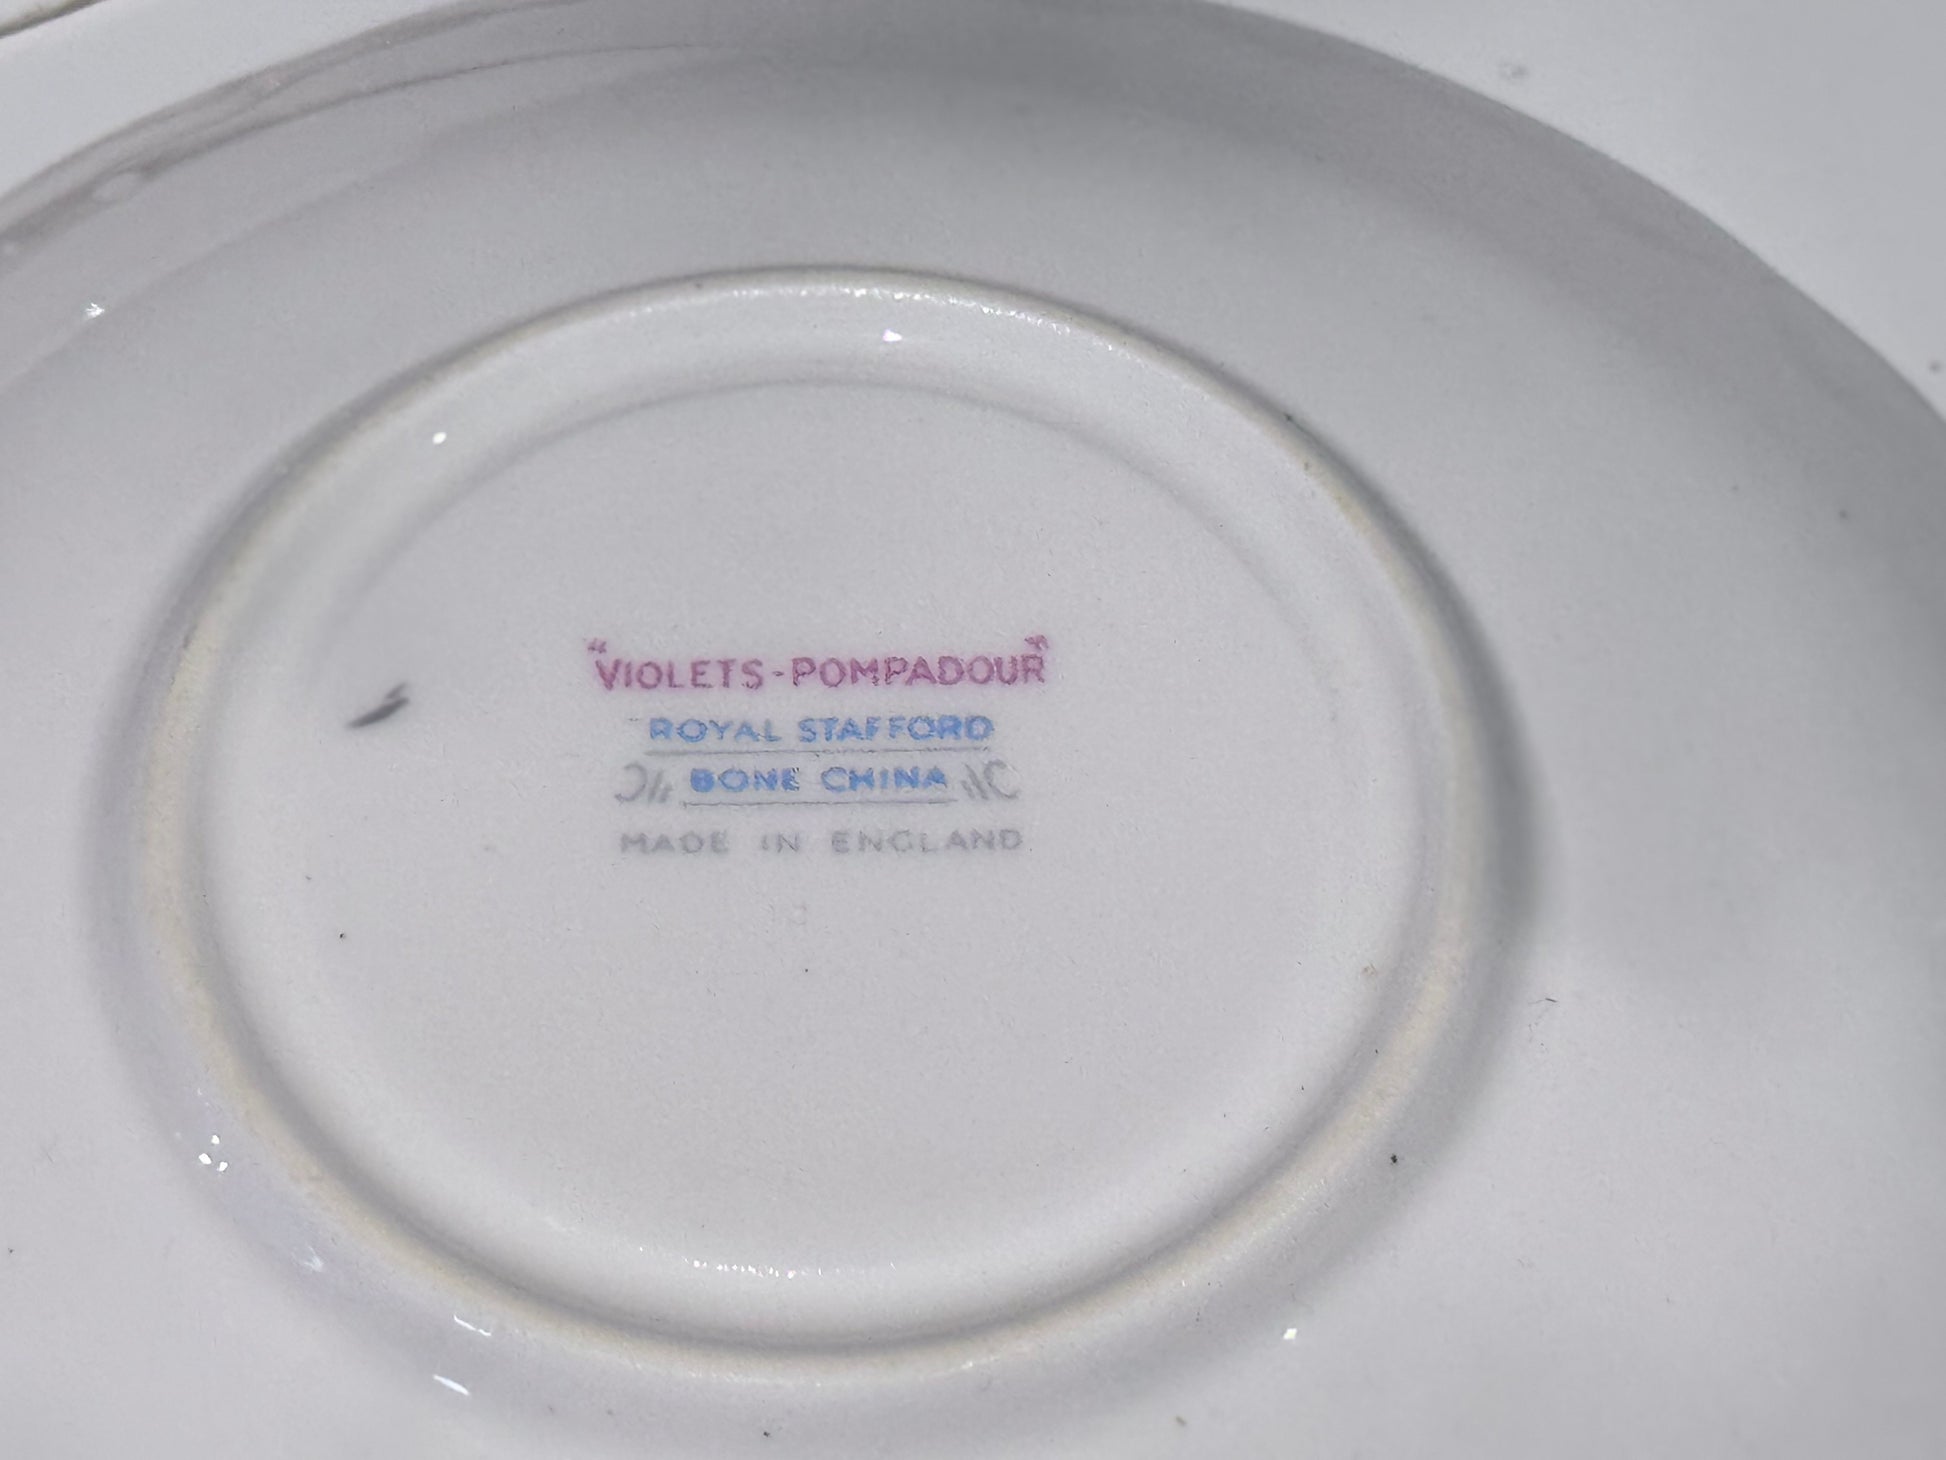 "VIOLETS-POMPADOUR"
ROYAL STAFFORD
BONE CHINA
MADE IN ENGLAND